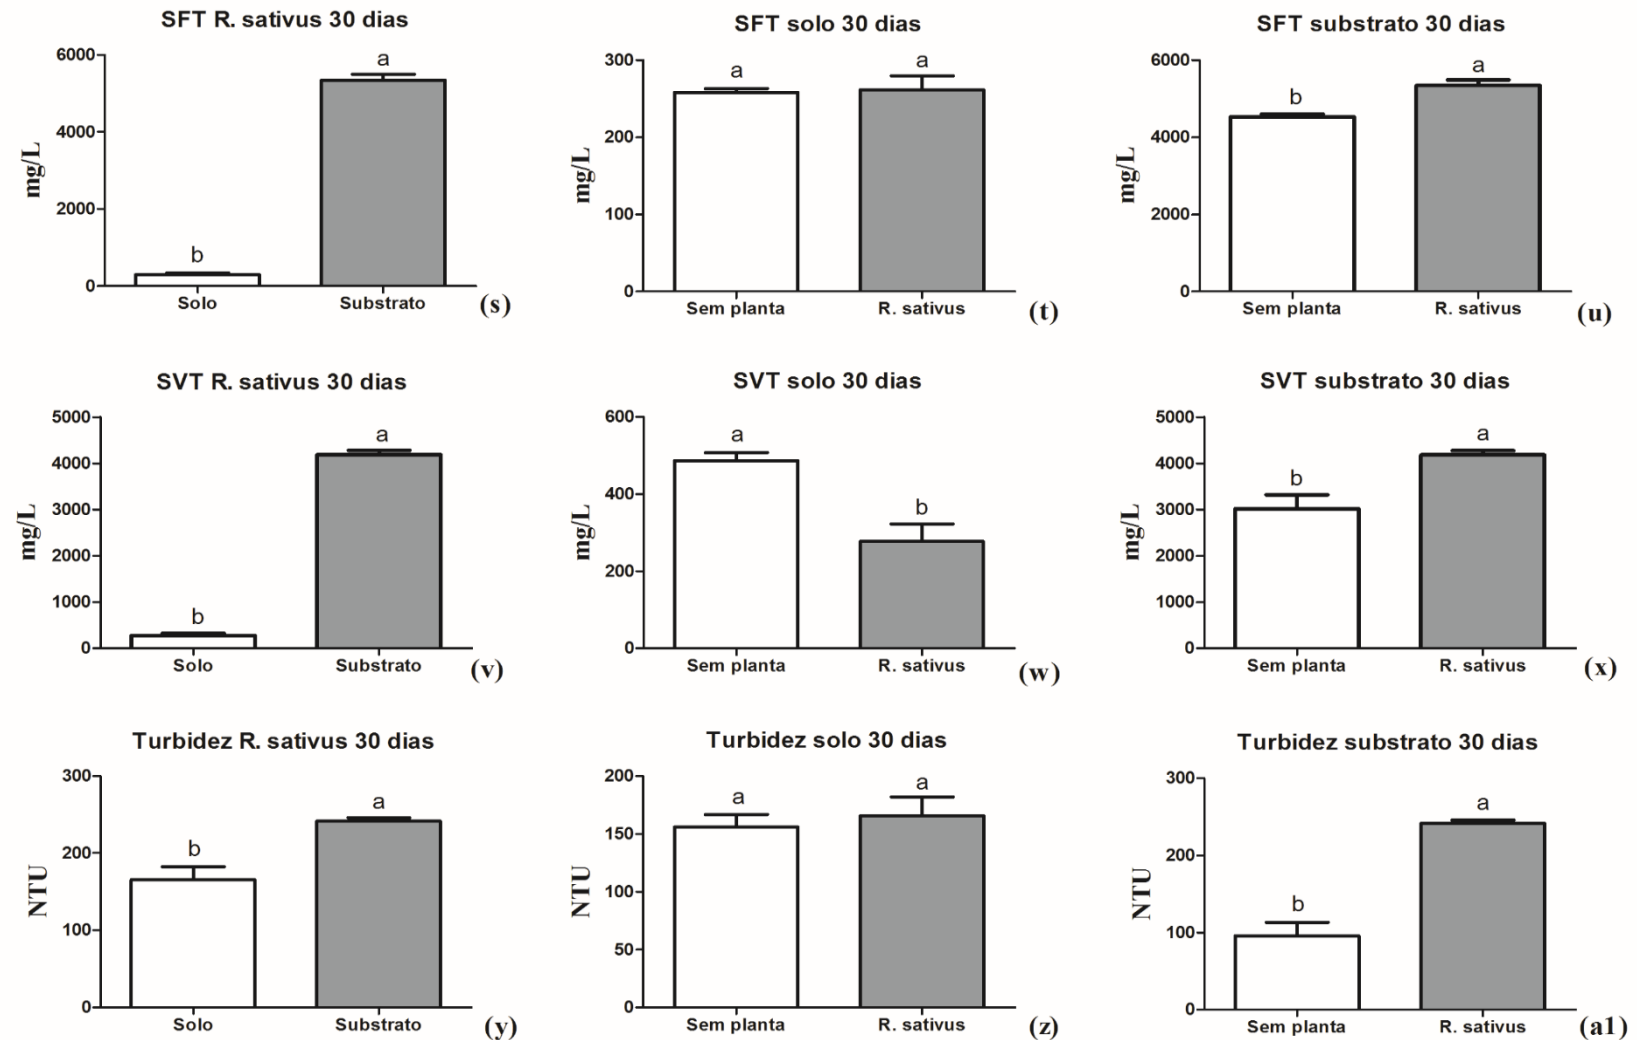 SFT R. sativus 30 dias
6000
4000
2000
0
mg/L
b
a
Solo
Substrato
(s)
SFT solo 30 dias
300
200
100
0
mg/L
a
a
Sem planta
R. sativus
(t)
SFT substrato 30 dias
6000
4000
2000
0
mg/L
b
a
Sem planta
R. sativus
(u)
SVT R. sativus 30 dias
5000
4000
3000
2000
1000
0
mg/L
b
a
Solo
Substrato
(v)
SVT solo 30 dias
600
400
200
0
mg/L
a
b
Sem planta
R. sativus
(w)
SVT substrato 30 dias
5000
4000
3000
2000
1000
0
mg/L
b
a
Sem planta
R. sativus
(x)
Turbidez R. sativus 30 dias
300
200
100
0
NTU
b
a
Solo
Substrato
(y)
Turbidez solo 30 dias
200
150
100
50
0
NTU
a
a
Sem planta
R. sativus
(z)
Turbidez substrato 30 dias
300
200
100
0
NTU
b
a
Sem planta
R. sativus
(a1)